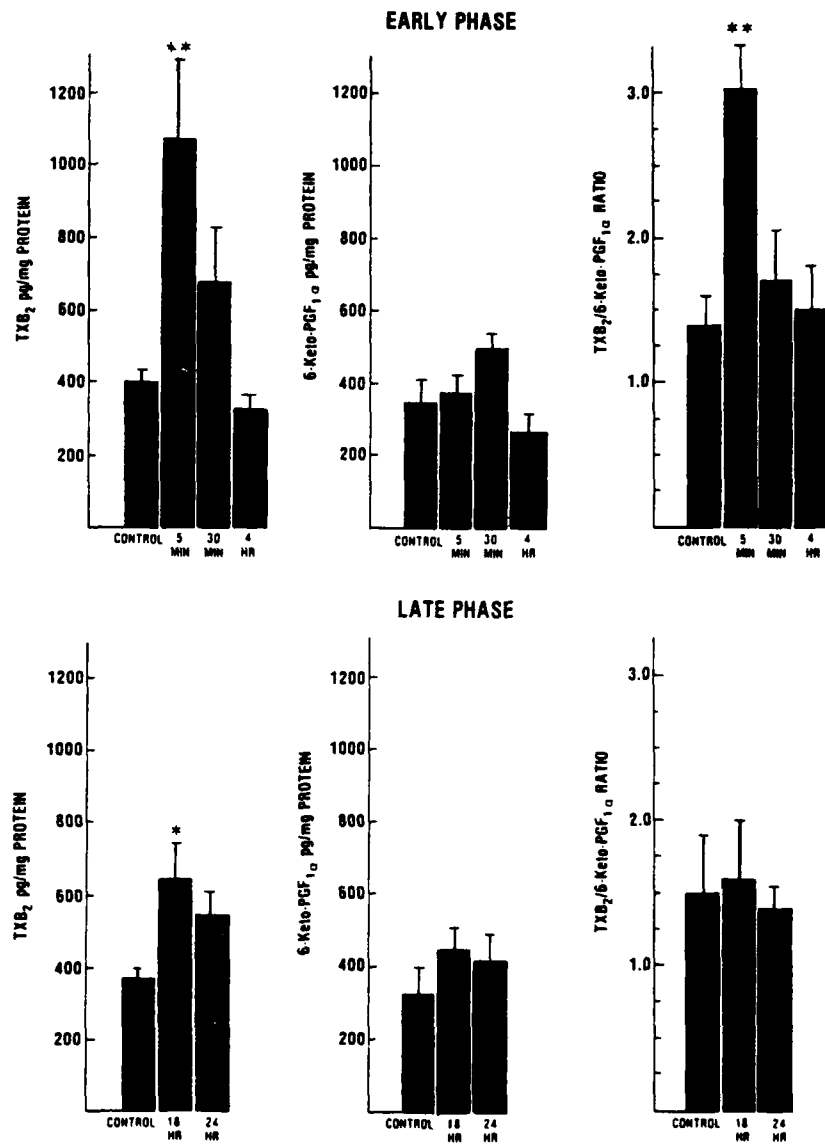 EARLY PHASE
**
1200
1000
800
600
400
200
TXB2 pg/mg PROTEIN
CONTROL 5 MIN 30 MIN 4 HR
1200
1000
800
600
400
200
6-Keto-PGF1α pg/mg PROTEIN
CONTROL 5 MIN 30 MIN 4 HR
**
3.0
2.0
1.0
TXB2/6-Keto-PGF1α RATIO
CONTROL 5 MIN 30 MIN 4 HR
LATE PHASE
1200
1000
800
600
400
200
TXB2 pg/mg PROTEIN
*
CONTROL 18 HR 24 HR
1200
1000
800
600
400
200
6-Keto-PGF1α pg/mg PROTEIN
CONTROL 18 HR 24 HR
3.0
2.0
1.0
TXB2/6-Keto-PGF1α RATIO
CONTROL 18 HR 24 HR